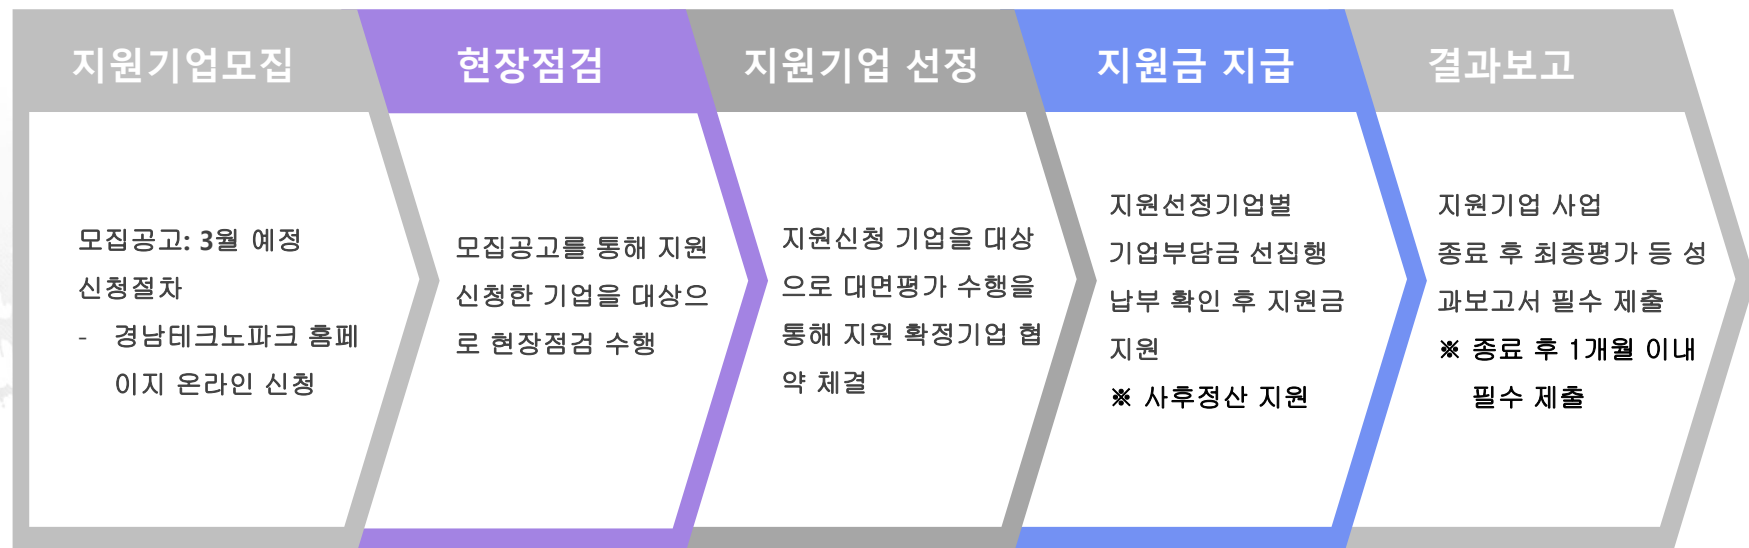 지원기업모집
모집공고: 3월 예정
신청절차
- 경남테크노파크 홈페
이지 온라인 신청
현장점검
모집공고를 통해 지원
신청한 기업을 대상으
로 현장점검 수행
지원기업 선정
지원신청 기업을 대상
으로 대면평가 수행을
통해 지원 확정기업 협
약 체결
지원금 지급
지원선정기업별
기업부담금 선집행
납부 확인 후 지원금
지원
※ 사후정산 지원
결과보고
지원기업 사업
종료 후 최종평가 등 성
과보고서 필수 제출
※ 종료 후 1개월 이내
필수 제출